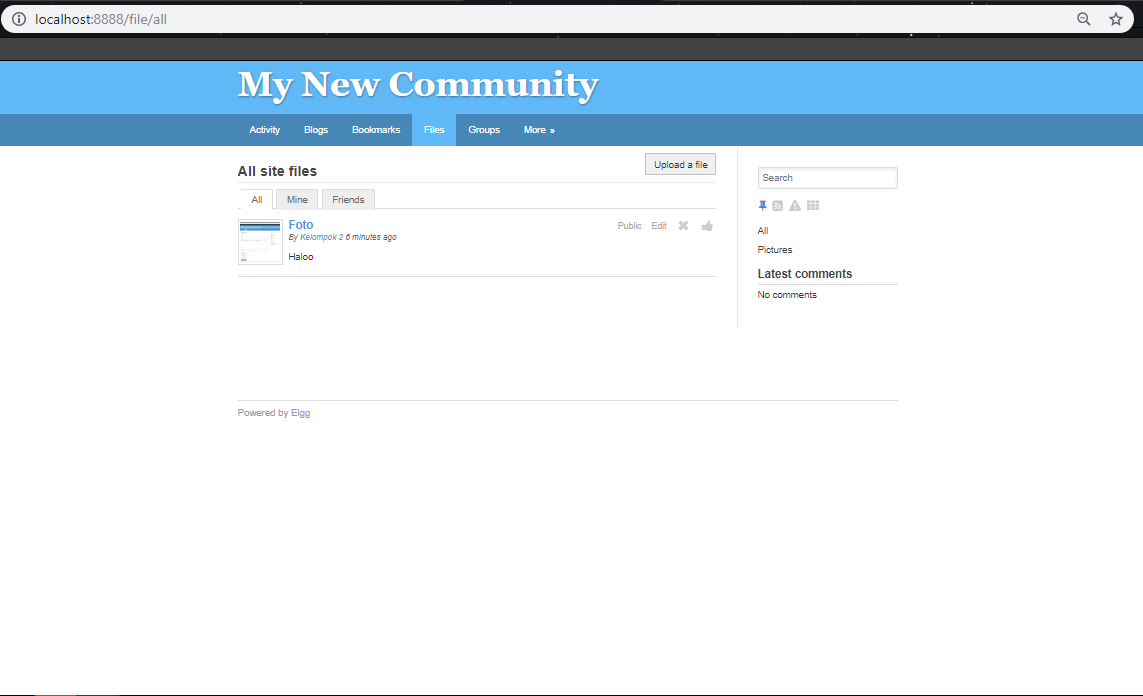 localhost:8888/file/all
My New Community
Activity Blogs Bookmarks Files Groups More »
All site files
Upload a file
All Mine Friends
Foto
Public Edit
By Kelompok 2 6 minutes ago
Haloo
Search
All
Pictures
Latest comments
No comments
Powered by Elgg